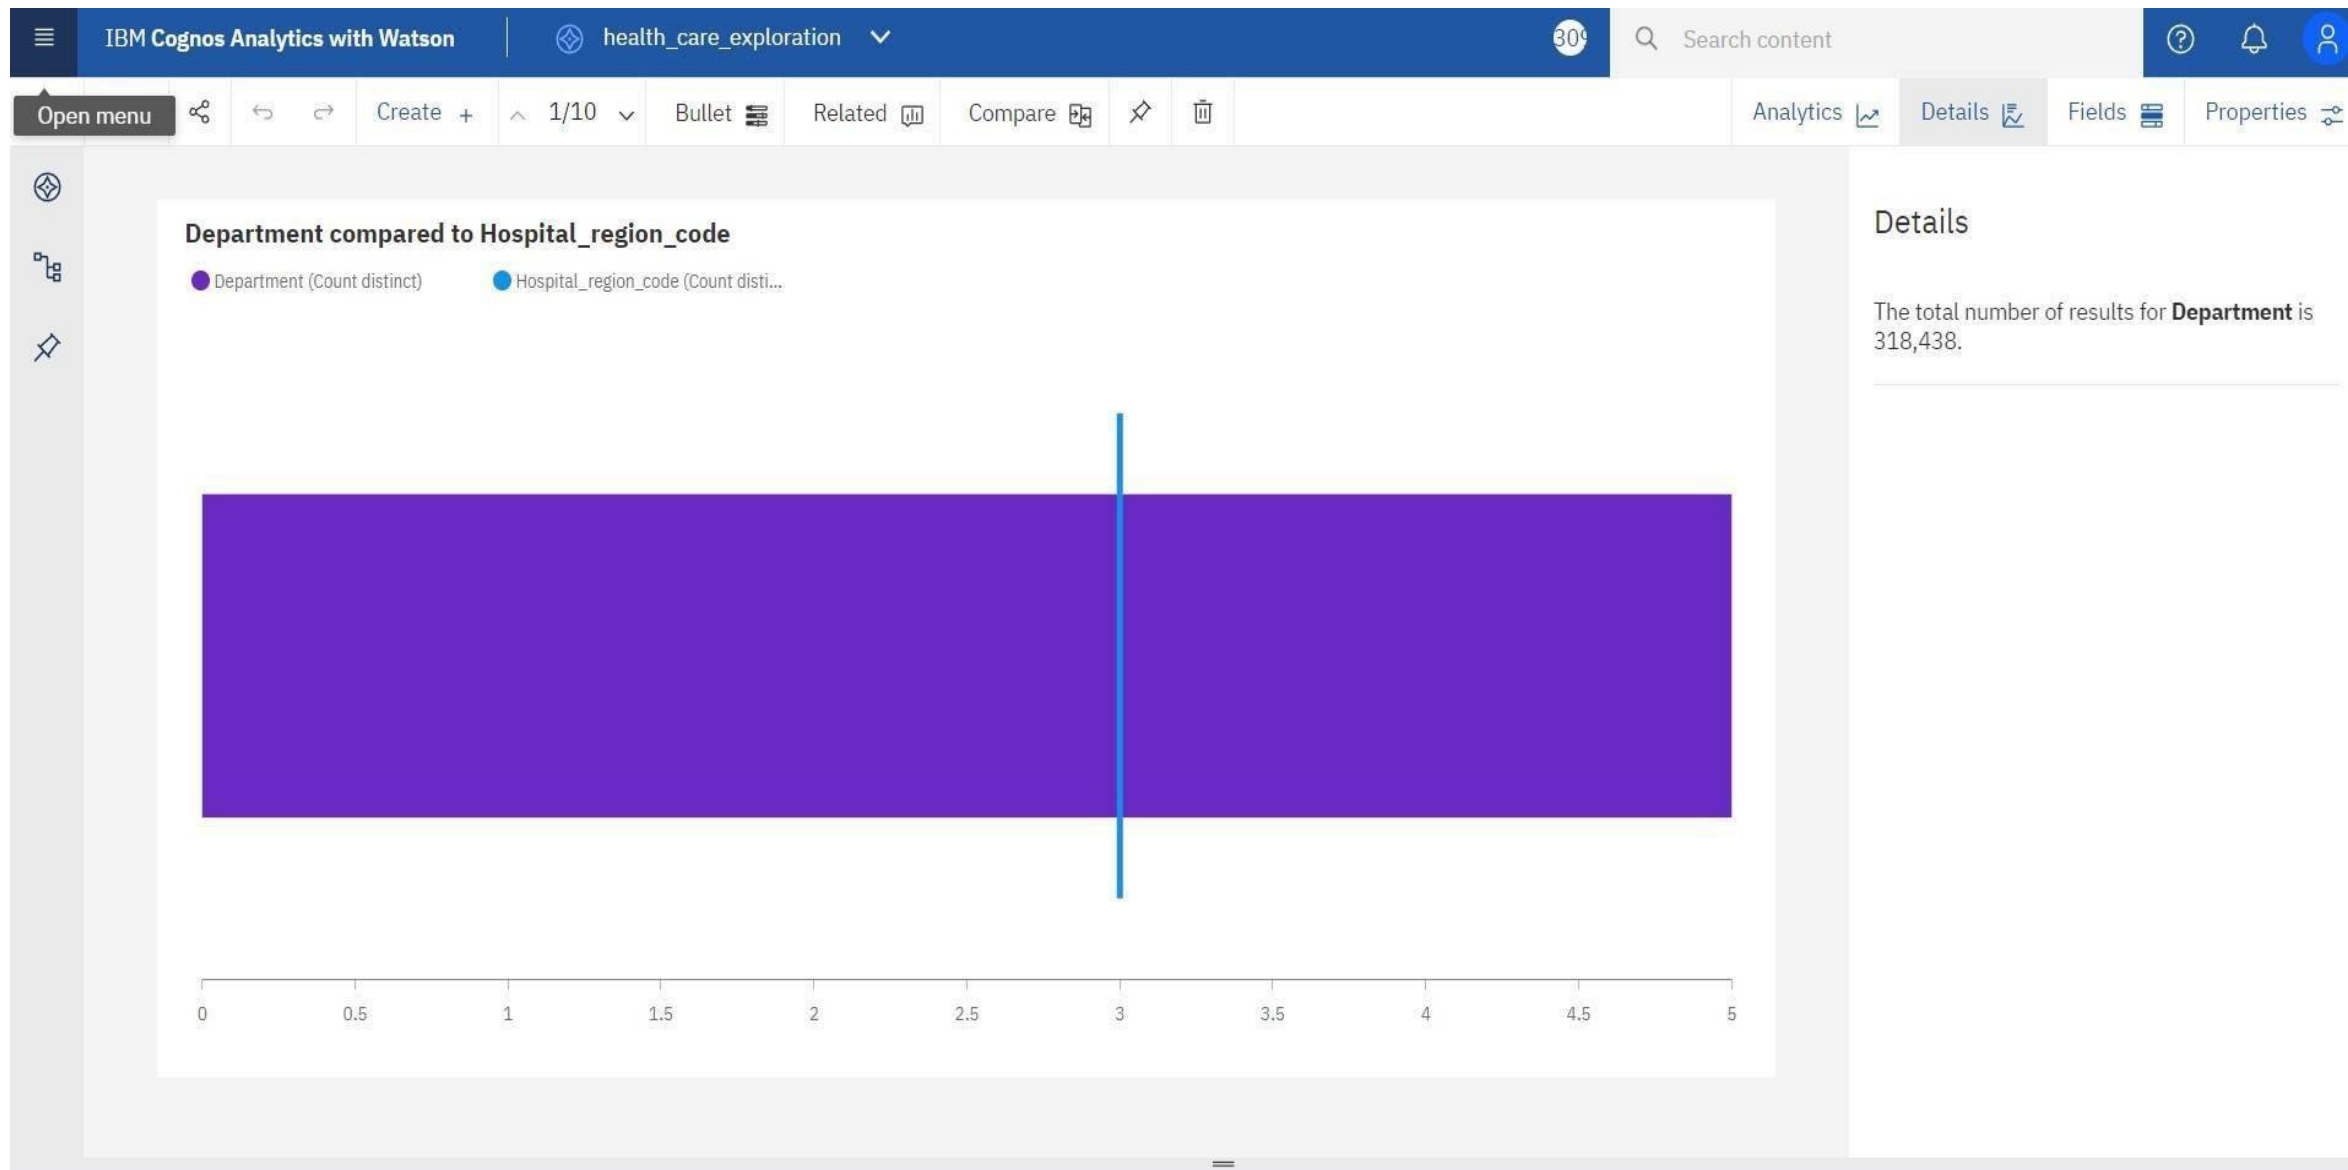 IBM Cognos Analytics with Watson
health_care_exploration
Search content
Open menu
Create +
1/10
Bullet
Related
Compare
Analytics
Details
Fields
Properties
Department compared to Hospital_region_code
Department (Count distinct)
Hospital_region_code (Count disti...
0 0.5 1 1.5 2 2.5 3 3.5 4 4.5 5
Details
The total number of results for Department is
318,438.